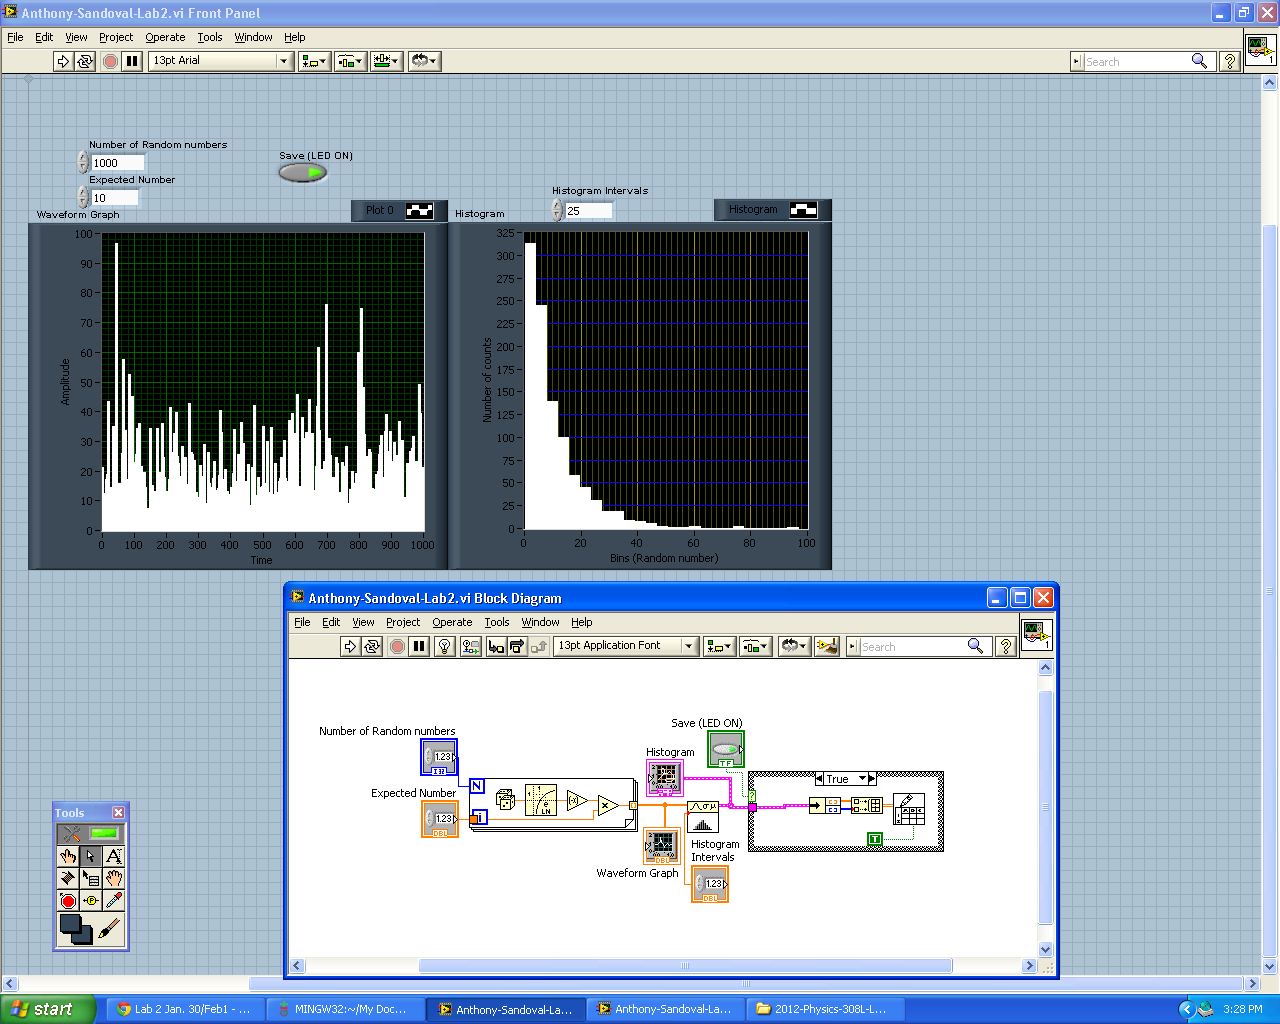 Anthony-Sandoval-Lab2.vi Front Panel
File Edit View Project Operate Tools Window Help
13pt Arial
Search
?
1
Number of Random numbers
1000
Save (LED ON)
Expected Number
10
Histogram Intervals
25
Waveform Graph
Plot 0
Histogram
Histogram
100
90
80
70
60
50
40
30
20
10
0
Amplitude
0 100 200 300 400 500 600 700 800 900 1000
Time
325
300
275
250
225
200
175
150
125
100
75
50
25
0
Number of counts
0 20 40 60 80 100
Bins (Random number)
Anthony-Sandoval-Lab2.vi Block Diagram
File Edit View Project Operate Tools Window Help
13pt Application Font
Search
?
1
Save (LED ON)
TF
Number of Random numbers
1.23
I32
Histogram
True
Expected Number
1.23
DBL
N
i
LN
σ μ
?
T
Histogram
Intervals
1.23
DBL
Waveform Graph
DBL
Tools
A
P
start
Lab 2 Jan. 30/Feb1 - ...
MINGW32:~/My Doc...
Anthony-Sandoval-La...
Anthony-Sandoval-La...
2012-Physics-308L-L...
3:28 PM